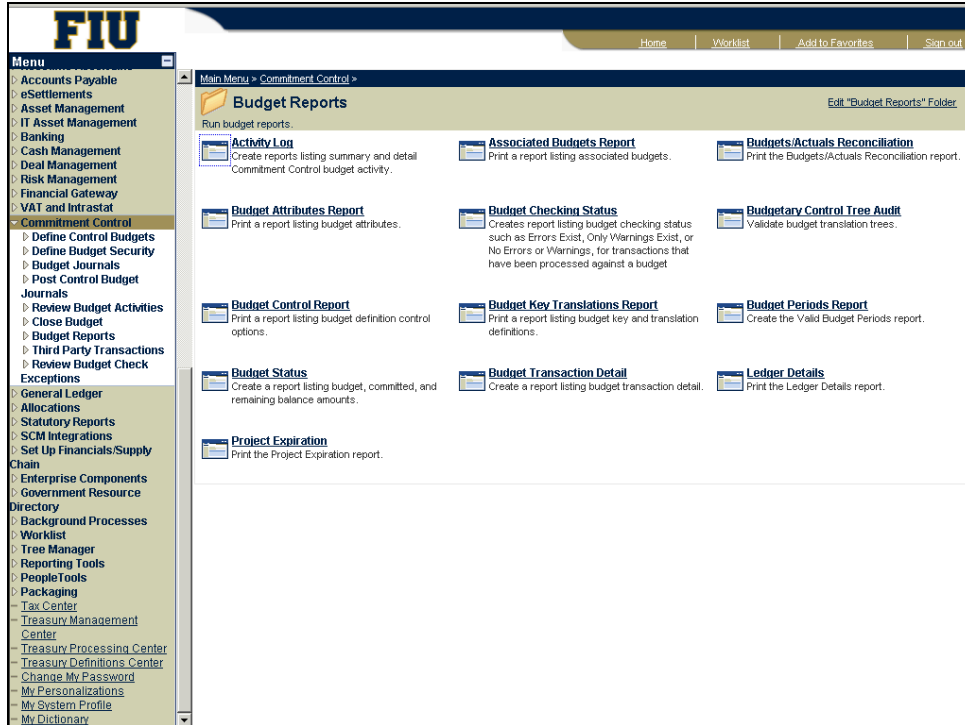 FIU
Home
Worklist
Add to Favorites
Sign out
Menu
Accounts Payable
eSettlements
Asset Management
IT Asset Management
Banking
Cash Management
Deal Management
Risk Management
Financial Gateway
VAT and Intrastat
Commitment Control
Define Control Budgets
Define Budget Security
Budget Journals
Post Control Budget
Journals
Review Budget Activities
Close Budget
Budget Reports
Third Party Transactions
Review Budget Check
Exceptions
General Ledger
Allocations
Statutory Reports
SCM Integrations
Set Up Financials/Supply
Chain
Enterprise Components
Government Resource
Directory
Background Processes
Worklist
Tree Manager
Reporting Tools
PeopleTools
Packaging
Tax Center
Treasury Management
Center
Treasury Processing Center
Treasury Definitions Center
Change My Password
My Personalizations
My System Profile
My Dictionary
Main Menu > Commitment Control >
Budget Reports
Edit "Budget Reports" Folder
Run budget reports.
Activity Log
Create reports listing summary and detail
Commitment Control budget activity.
Associated Budgets Report
Print a report listing associated budgets.
Budgets/Actuals Reconciliation
Print the Budgets/Actuals Reconciliation report.
Budget Attributes Report
Print a report listing budget attributes.
Budget Checking Status
Creates report listing budget checking status
such as Errors Exist, Only Warnings Exist, or
No Errors or Warnings, for transactions that
have been processed against a budget
Budgetary Control Tree Audit
Validate budget translation trees.
Budget Control Report
Print a report listing budget definition control
options.
Budget Key Translations Report
Print a report listing budget key and translation
definitions.
Budget Periods Report
Create the Valid Budget Periods report.
Budget Status
Create a report listing budget, committed, and
remaining balance amounts.
Budget Transaction Detail
Create a report listing budget transaction detail.
Ledger Details
Print the Ledger Details report.
Project Expiration
Print the Project Expiration report.